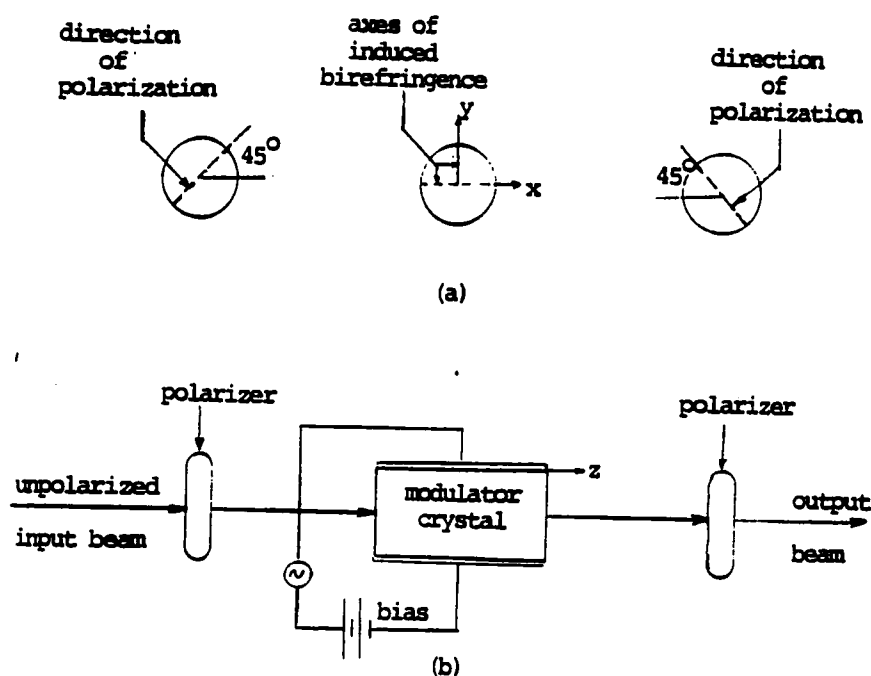 direction
of
polarization
45°
axes of
induced
birefringence
y
x
direction
of
polarization
45°
(a)
polarizer
polarizer
unpolarized
input beam
modulator
crystal
z
output
beam
~
bias
(b)